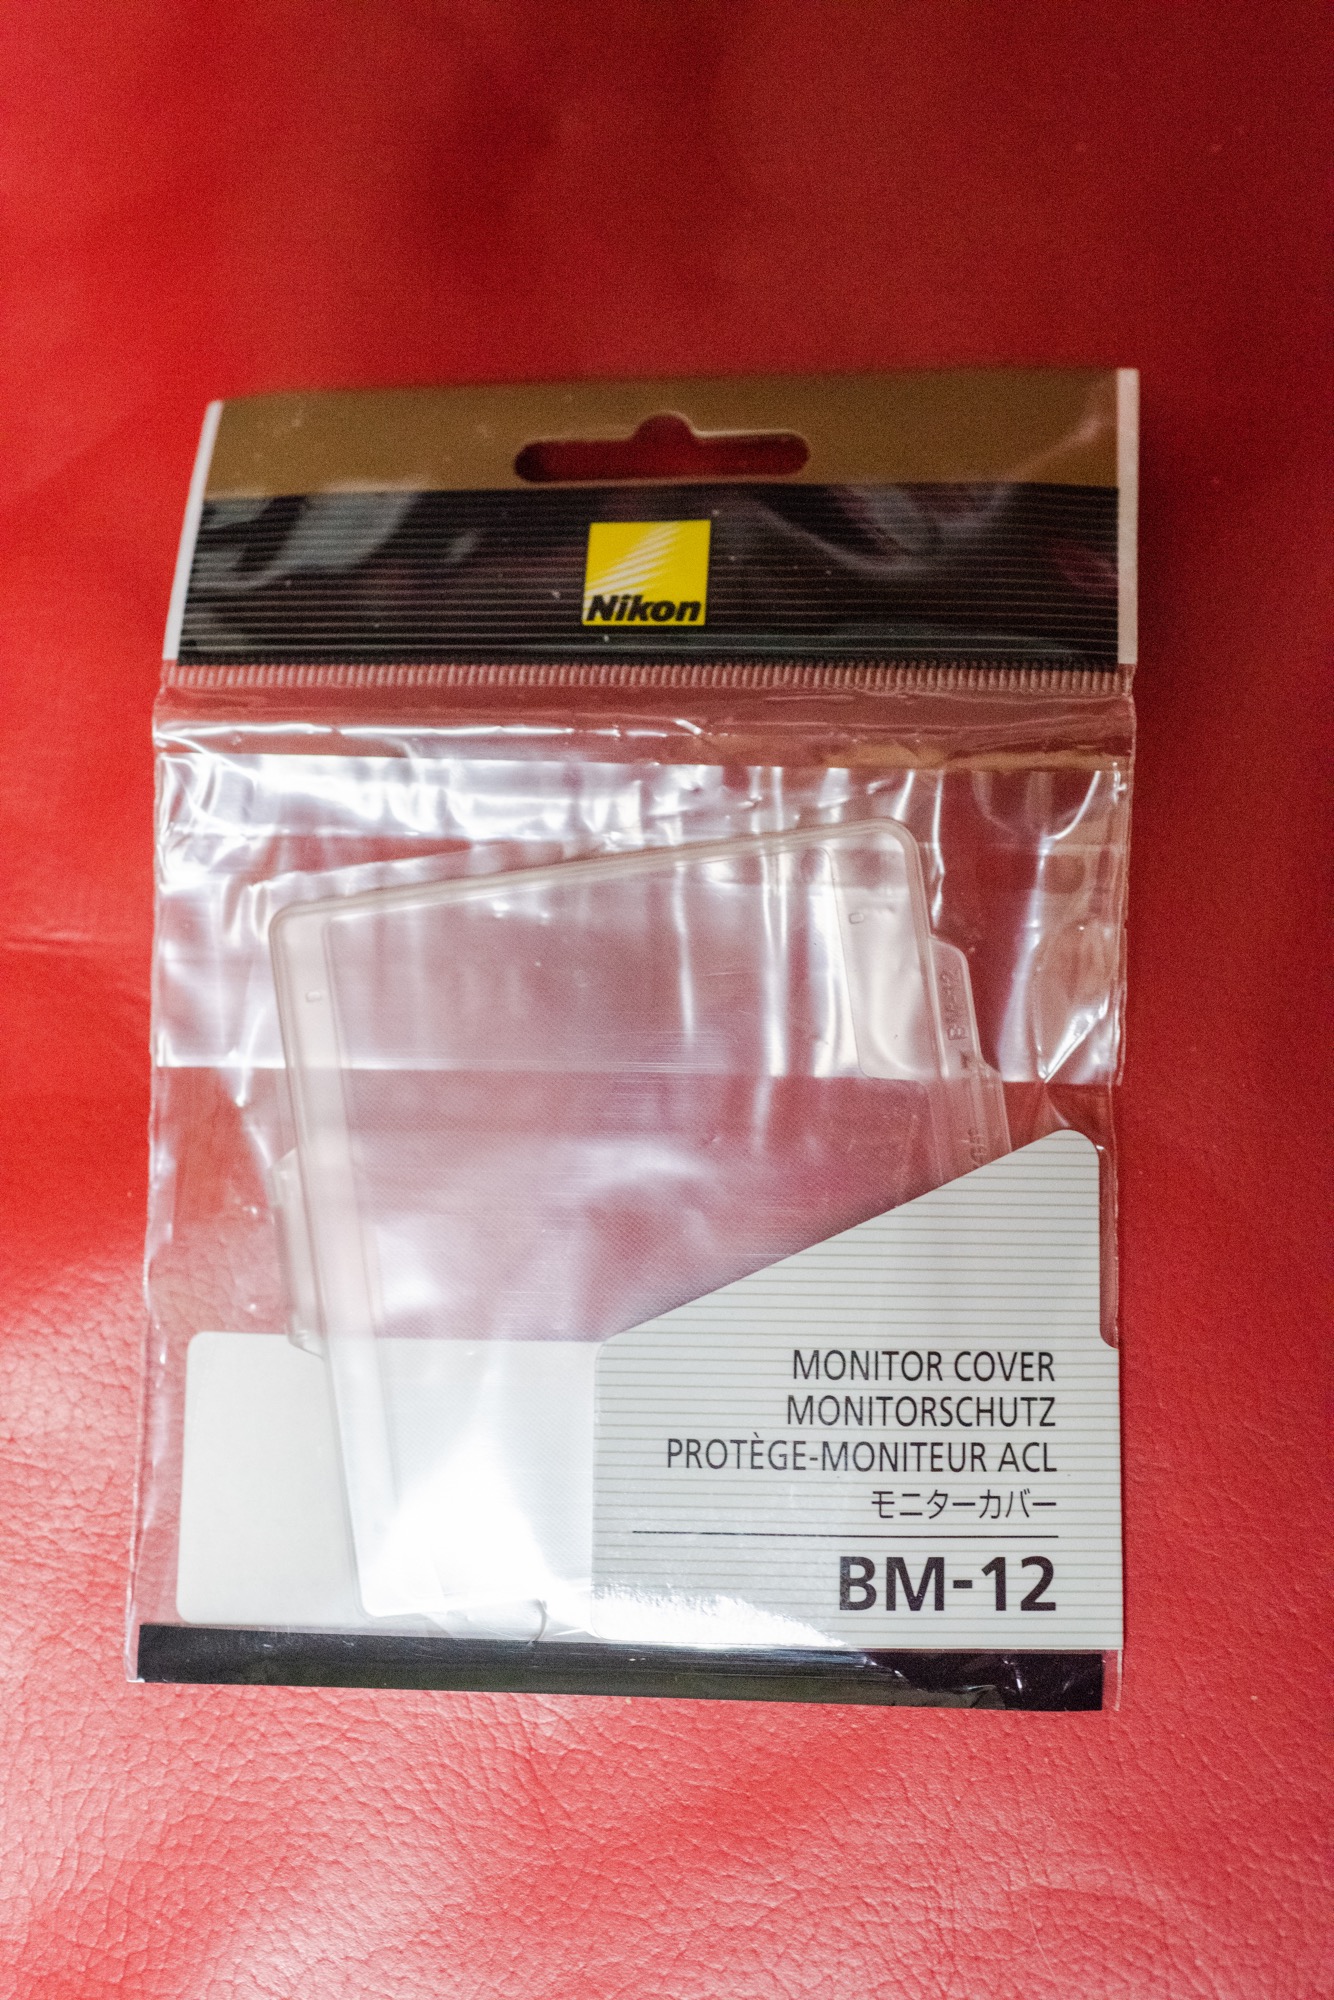 Nikon
BM-12
MONITOR COVER
MONITORSCHUTZ
PROTÈGE-MONITEUR ACL
モニターカバー
BM-12